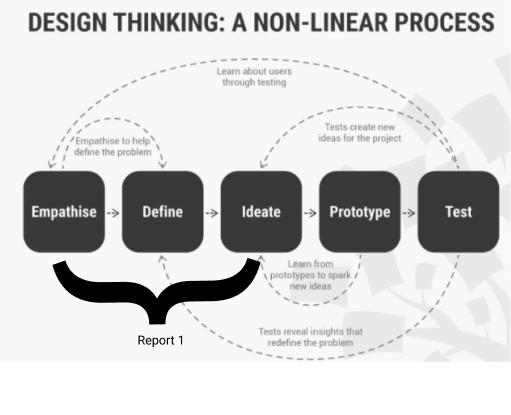 DESIGN THINKING: A NON-LINEAR PROCESS
Learn about users
through testing
Empathise to help
define the problem
Tests create new
ideas for the project
Empathise
Define
Ideate
Prototype
Test
Learn from
prototypes to spark
new ideas
Tests reveal insights that
redefine the problem
Report 1